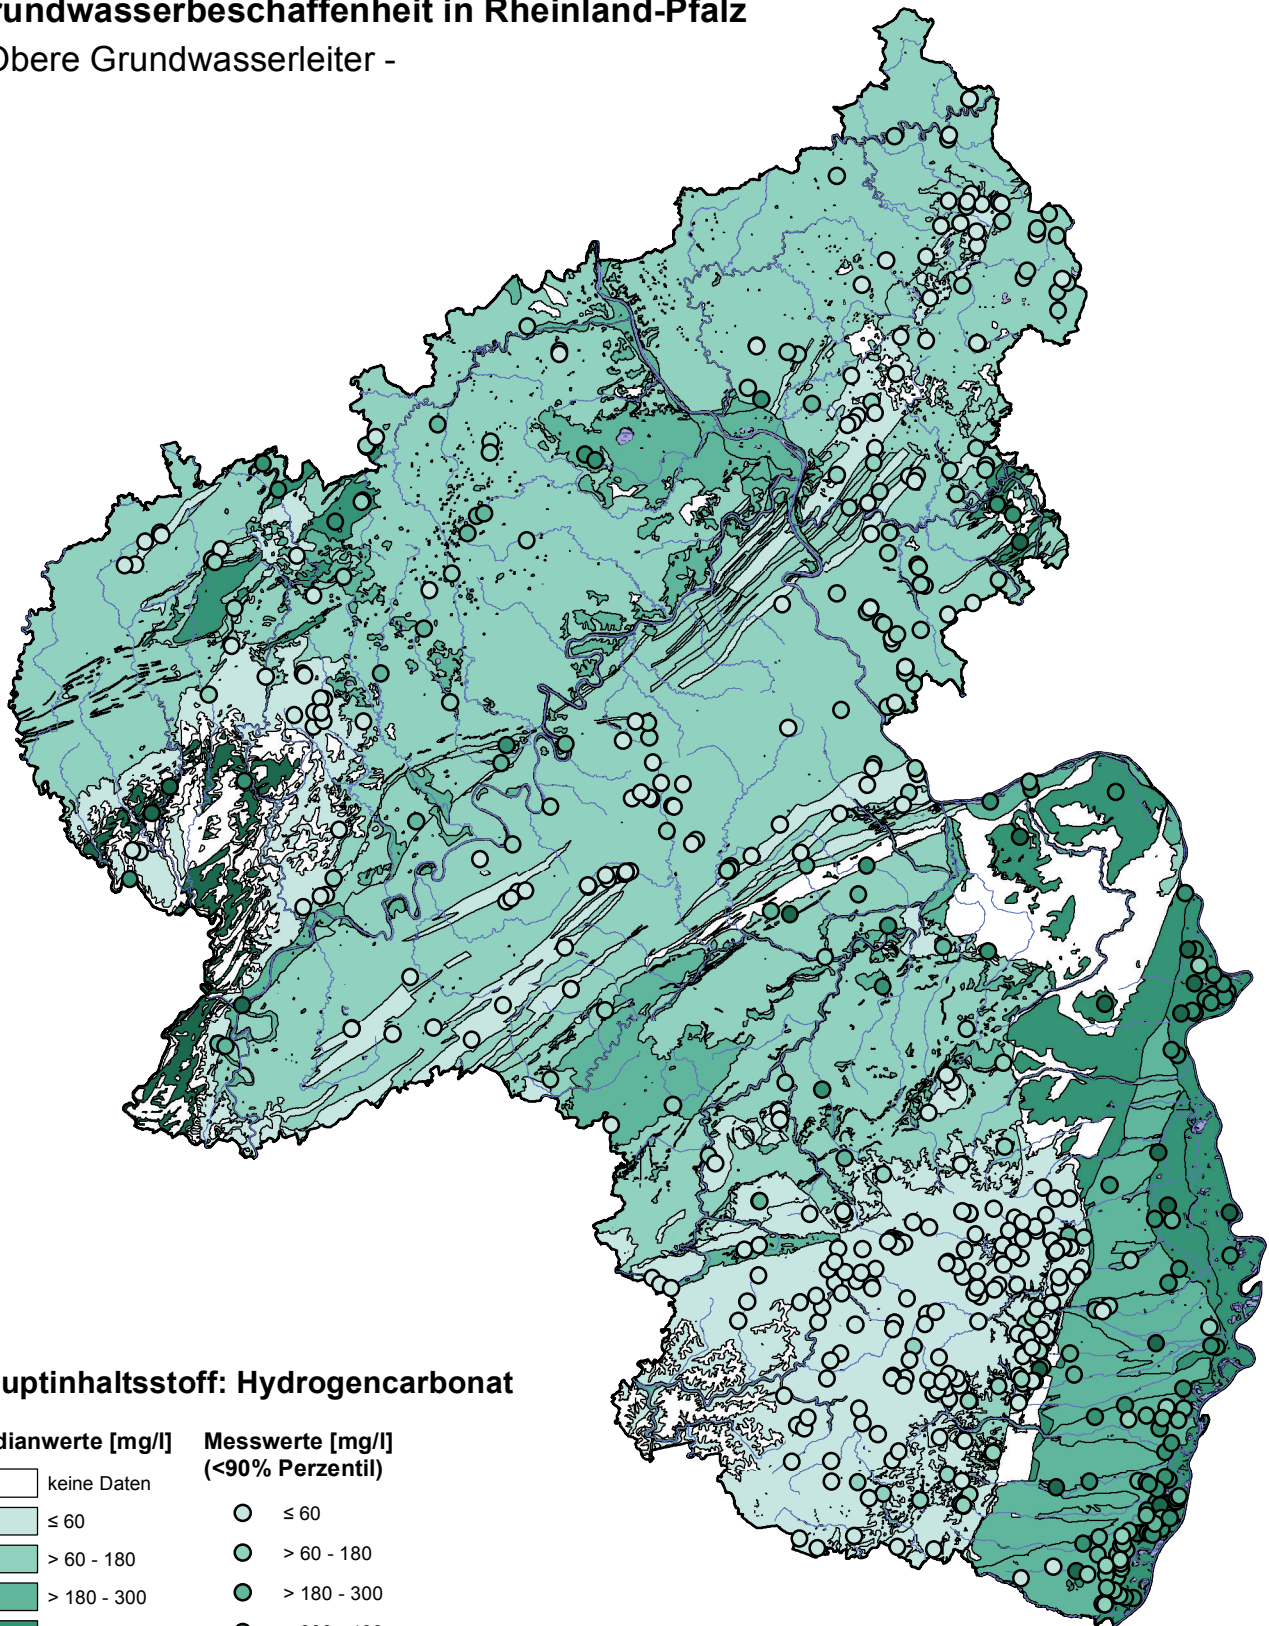 rundwasserbeschaffenheit in Rheinland-Pfalz
Obere Grundwasserleiter -
uptinhaltsstoff: Hydrogencarbonat
dianwerte [mg/l] Messwerte [mg/l]
(<90% Perzentil)
keine Daten
≤ 60 ≤ 60
> 60 - 180 > 60 - 180
> 180 - 300 > 180 - 300